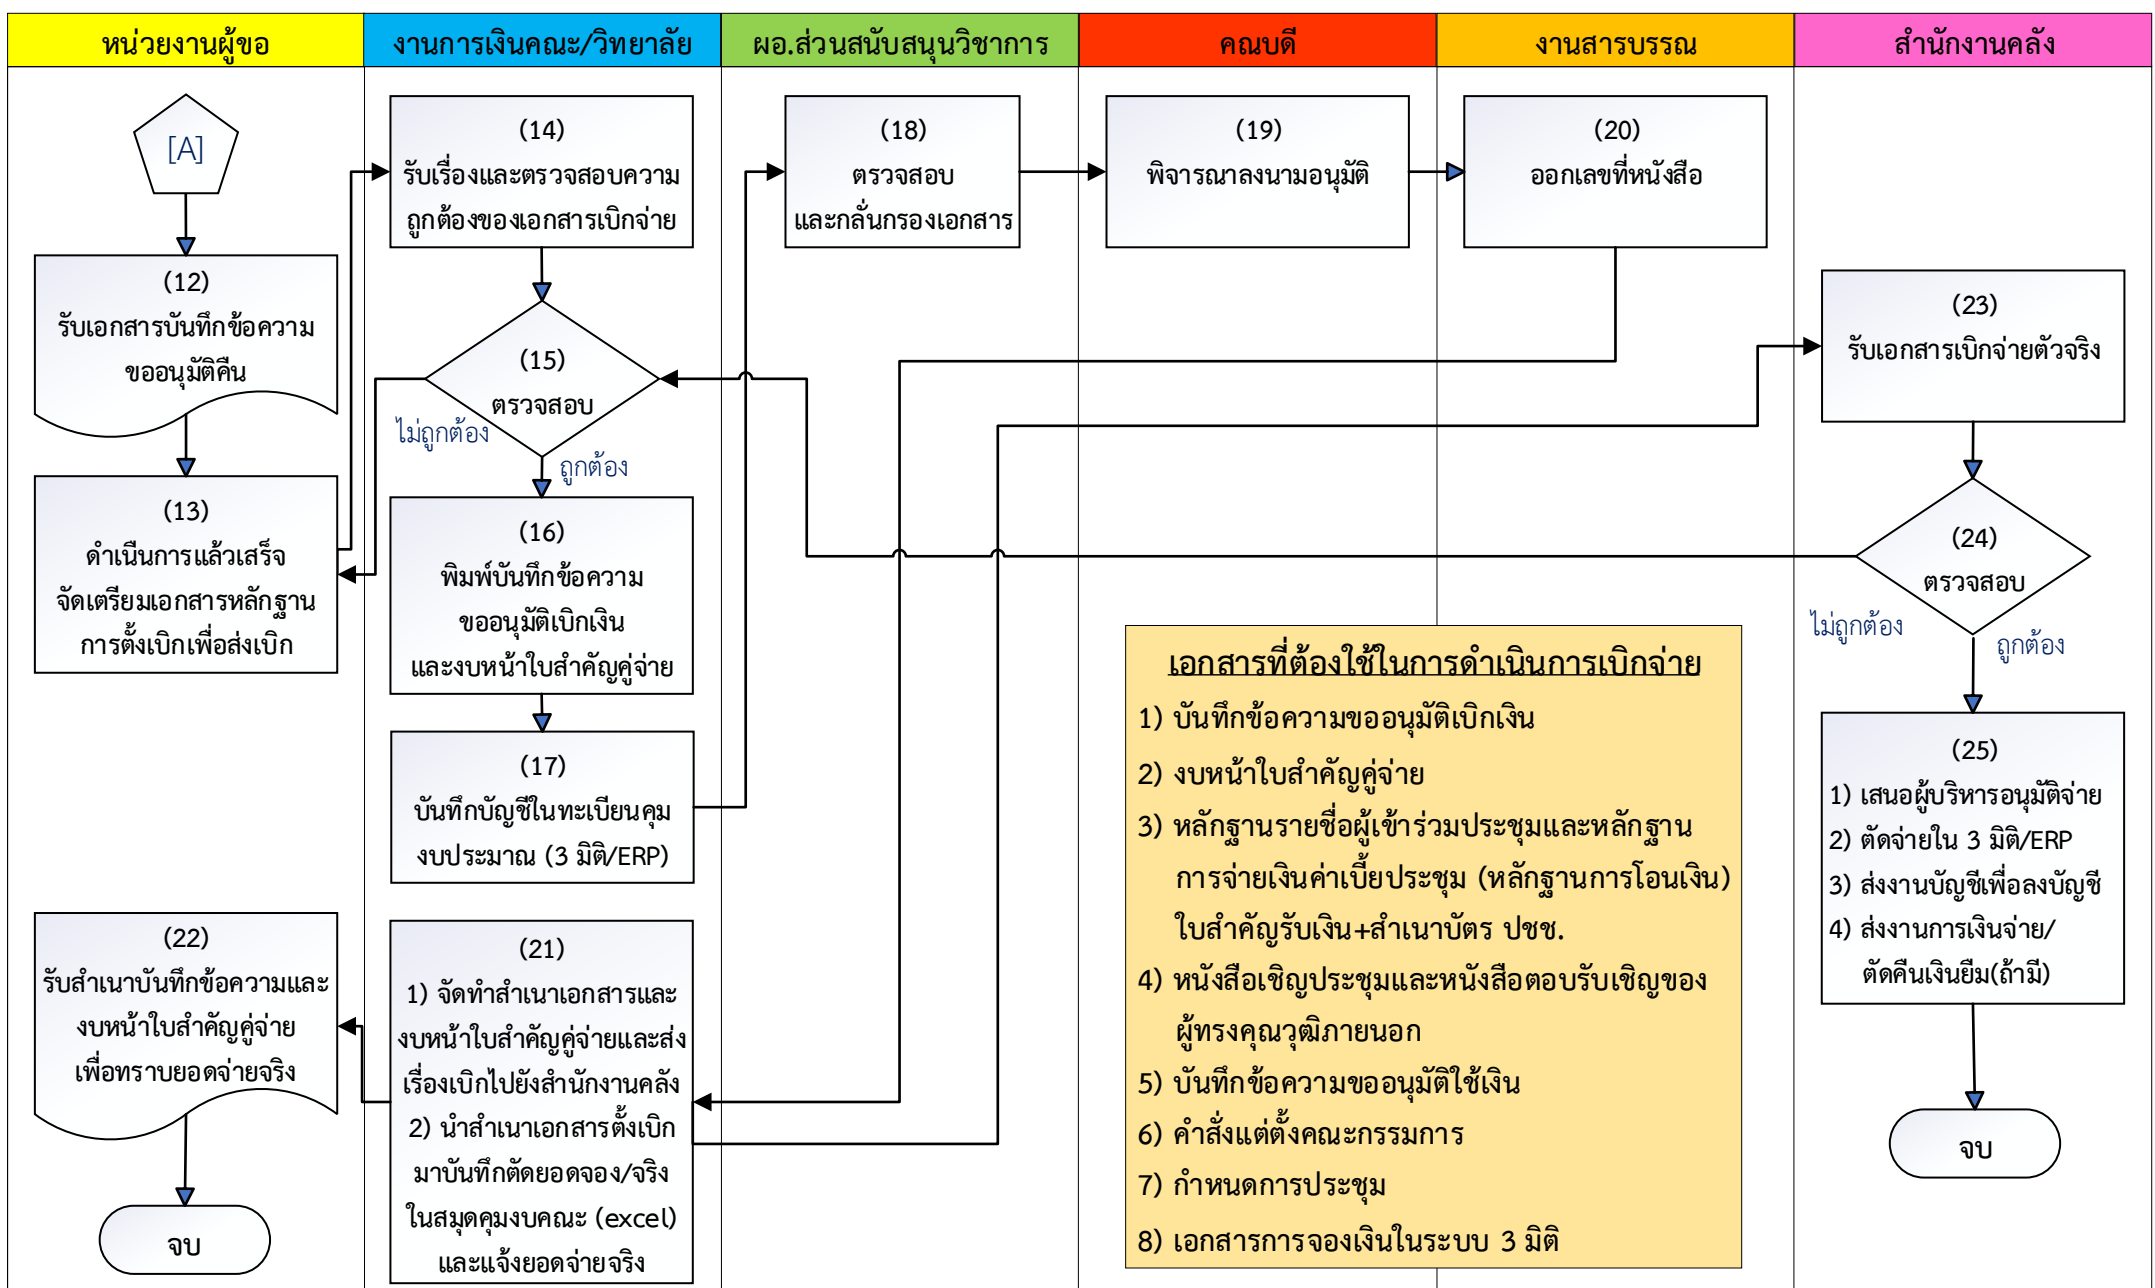 หน่วยงานผู้ขอ
งานการเงินคณะ/วิทยาลัย
ผอ.ส่วนสนับสนุนวิชาการ
คณบดี
งานสารบรรณ
สำนักงานคลัง
[A]
(12)
รับเอกสารบันทึกข้อความ
ขออนุมัติคืน
(13)
ดำเนินการแล้วเสร็จ
จัดเตรียมเอกสารหลักฐาน
การตั้งเบิกเพื่อส่งเบิก
(14)
รับเรื่องและตรวจสอบความ
ถูกต้องของเอกสารเบิกจ่าย
(15)
ตรวจสอบ
ไม่ถูกต้อง
ถูกต้อง
(16)
พิมพ์บันทึกข้อความ
ขออนุมัติเบิกเงิน
และงบหน้าใบสำคัญคู่จ่าย
(17)
บันทึกบัญชีในทะเบียนคุม
งบประมาณ (3 มิติ/ERP)
(18)
ตรวจสอบ
และกลั่นกรองเอกสาร
(19)
พิจารณาลงนามอนุมัติ
(20)
ออกเลขที่หนังสือ
(21)
1) จัดทำสำเนาเอกสารและ
งบหน้าใบสำคัญคู่จ่ายและส่ง
เรื่องเบิกไปยังสำนักงานคลัง
2) นำสำเนาเอกสารตั้งเบิก
มาบันทึกตัดยอดจอง/จริง
ในสมุดคุมงบคณะ (excel)
และแจ้งยอดจ่ายจริง
(22)
รับสำเนาบันทึกข้อความและ
งบหน้าใบสำคัญคู่จ่าย
เพื่อทราบยอดจ่ายจริง
จบ
(23)
รับเอกสารเบิกจ่ายตัวจริง
(24)
ตรวจสอบ
ไม่ถูกต้อง
ถูกต้อง
(25)
1) เสนอผู้บริหารอนุมัติจ่าย
2) ตัดจ่ายใน 3 มิติ/ERP
3) ส่งงานบัญชีเพื่อลงบัญชี
4) ส่งงานการเงินจ่าย/
ตัดคืนเงินยืม(ถ้ามี)
จบ
เอกสารที่ต้องใช้ในการดำเนินการเบิกจ่าย
1) บันทึกข้อความขออนุมัติเบิกเงิน
2) งบหน้าใบสำคัญคู่จ่าย
3) หลักฐานรายชื่อผู้เข้าร่วมประชุมและหลักฐาน
การจ่ายเงินค่าเบี้ยประชุม (หลักฐานการโอนเงิน)
ใบสำคัญรับเงิน+สำเนาบัตร ปชช.
4) หนังสือเชิญประชุมและหนังสือตอบรับเชิญของ
ผู้ทรงคุณวุฒิภายนอก
5) บันทึกข้อความขออนุมัติใช้เงิน
6) คำสั่งแต่ตั้งคณะกรรมการ
7) กำหนดการประชุม
8) เอกสารการจองเงินในระบบ 3 มิติ